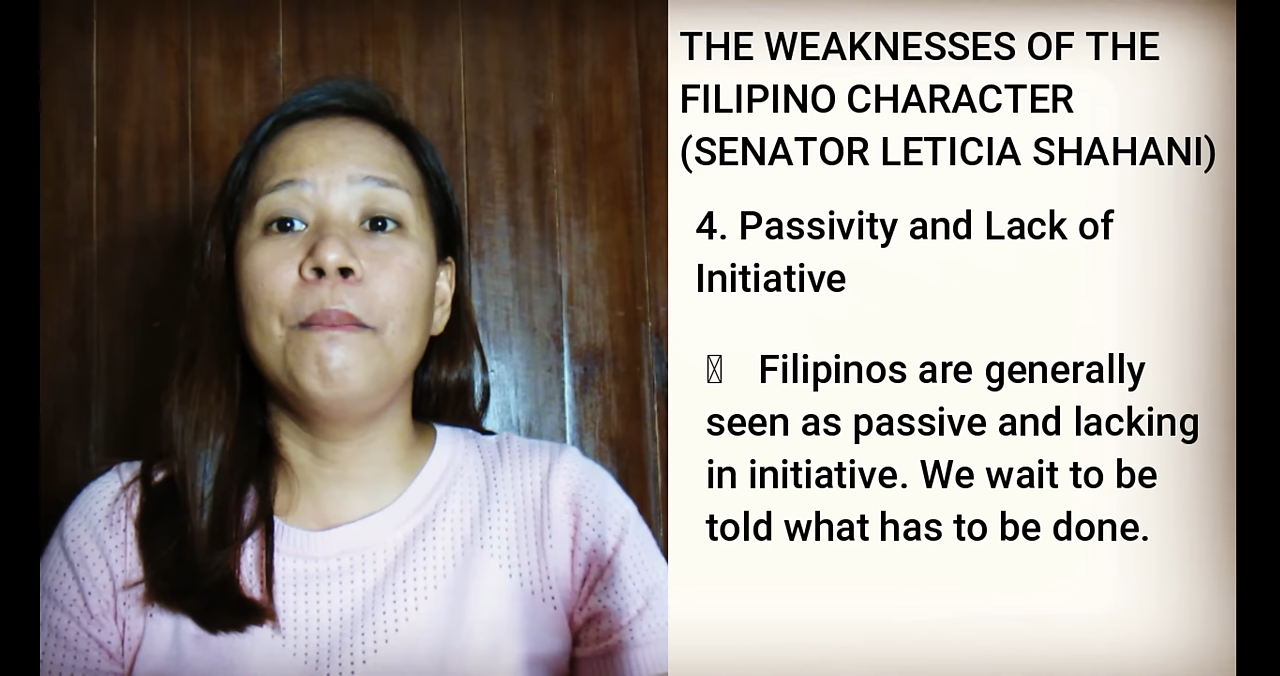 THE WEAKNESSES OF THE
FILIPINO CHARACTER
(SENATOR LETICIA SHAHANI)
4. Passivity and Lack of
Initiative
Filipinos are generally
seen as passive and lacking
in initiative. We wait to be
told what has to be done.